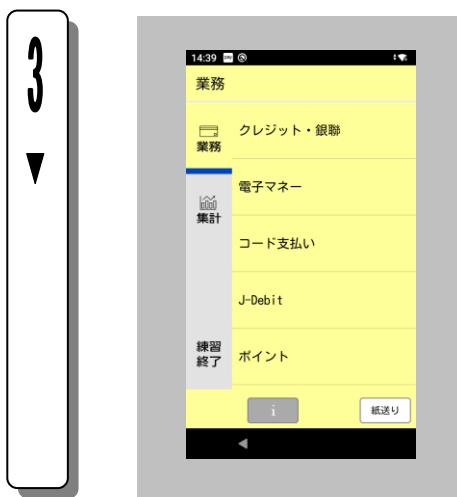 3
14:39
業務
業務
クレジット・銀聯
電子マネー
集計
コード支払い
J-Debit
練習
終了
ポイント
i
紙送り